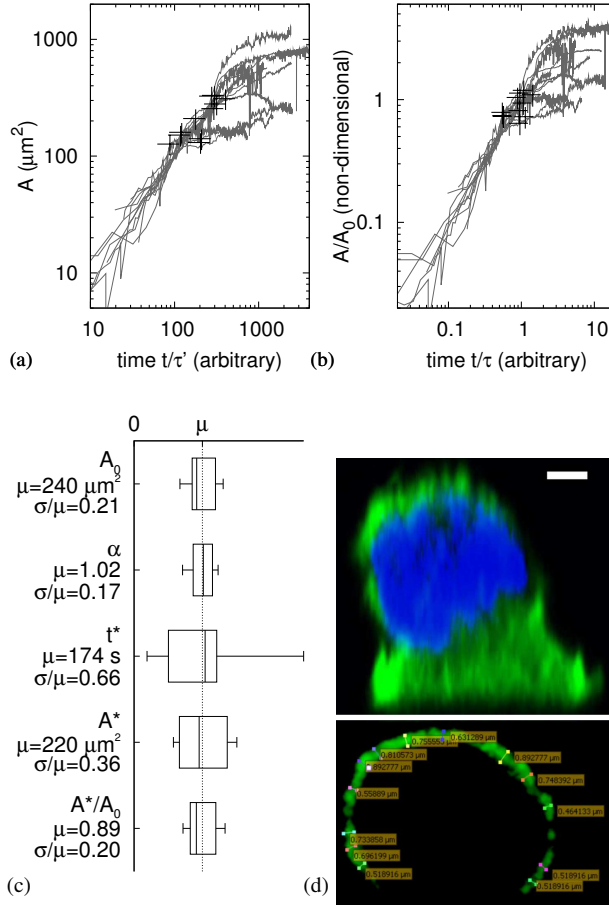 1000
100
10
A (μm²)
10 100 1000
(a) time t/τ' (arbitrary)
1
0.1
A/A₀ (non-dimensional)
0.1 1 10
(b) time t/τ (arbitrary)
0 μ
A₀
μ=240 μm²
σ/μ=0.21
α
μ=1.02
σ/μ=0.17
t*
μ=174 s
σ/μ=0.66
A*
μ=220 μm²
σ/μ=0.36
A*/A₀
μ=0.89
σ/μ=0.20
(c)
0.631289 μm
0.755553 μm
0.810573 μm
0.892777 μm
0.892777 μm
0.748392 μm
0.55889 μm
0.464133 μm
0.733858 μm
0.696199 μm
0.518916 μm
0.518916 μm
0.518916 μm
(d)